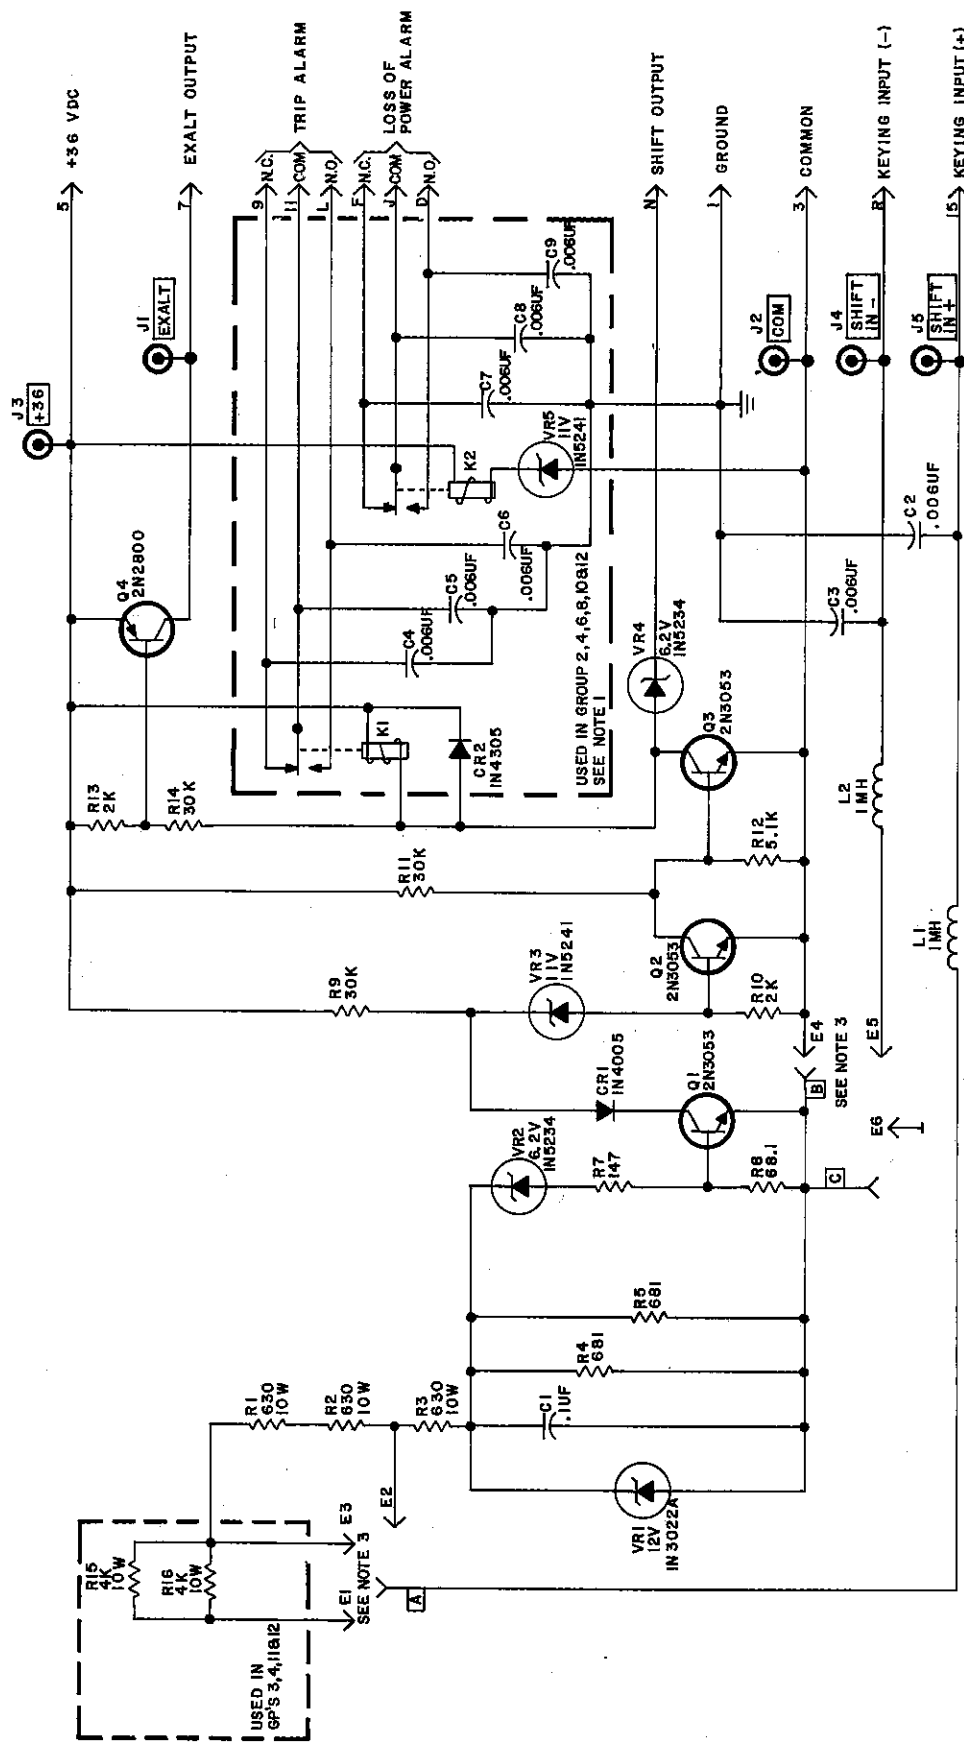 J3
+36
5
+36 VDC
J1
EXALT
7
EXALT OUTPUT
Q4
2N2800
R13
2K
R14
30K
R11
30K
R9
30K
9
N.C.
11
COM
L
N.O.
TRIP ALARM
F
N.C.
J
COM
D
N.O.
LOSS OF
POWER ALARM
K1
CR2
1N4305
C4
.006UF
C5
.006UF
C6
.006UF
K2
VR5
11V
1N5241
C7
.006UF
C8
.006UF
C9
.006UF
USED IN GROUP 2,4,6,8,10&12
SEE NOTE 1
N
SHIFT OUTPUT
1
GROUND
3
COMMON
R
KEYING INPUT (-)
15
KEYING INPUT (+)
J2
COM
J4
SHIFT
IN -
J5
SHIFT
IN +
VR4
6.2V
1N5234
Q3
2N3053
R12
5.1K
Q2
2N3053
R10
2K
VR3
11V
1N5241
CR1
1N4005
Q1
2N3053
VR2
6.2V
1N5234
R7
147
R6
68.1
C2
.006UF
C3
.006UF
L2
1MH
L1
1MH
E4
SEE NOTE 3
E5
E6
B
C
R5
681
R4
681
C1
.1UF
VR1
12V
1N3022A
R1
630
10W
R2
630
10W
R3
630
10W
E2
R15
4K
10W
R16
4K
10W
USED IN
GP'S 3,4,11&12
E3
E1
SEE NOTE 3
A